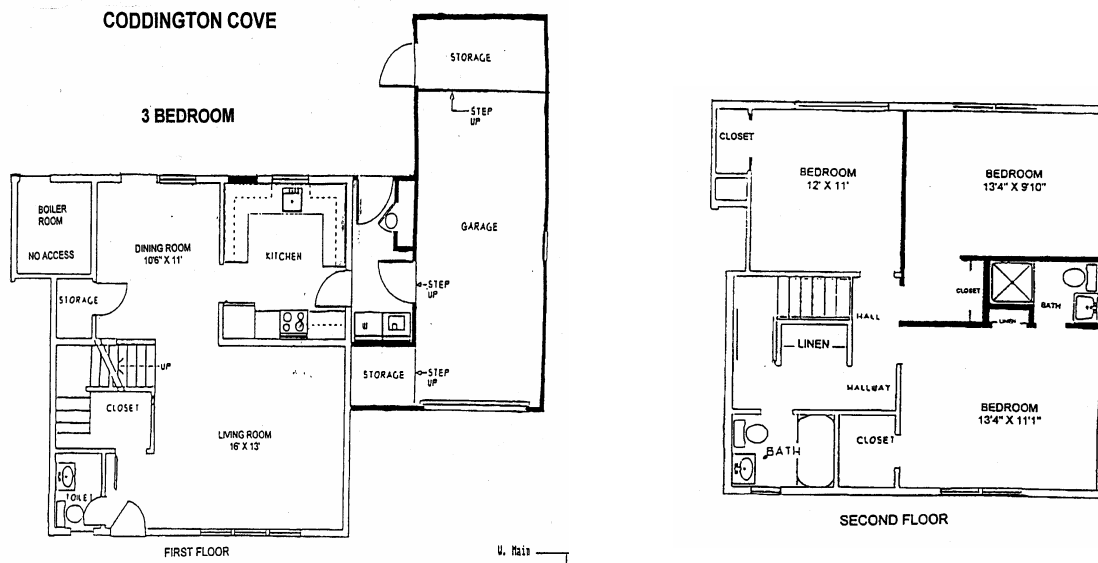 CODDINGTON COVE
3 BEDROOM
STORAGE
STEP
UP
BOILER
ROOM
NO ACCESS
DINING ROOM
10'6" X 11'
KITCHEN
GARAGE
STORAGE
STEP
UP
W
UP
STORAGE
STEP
UP
CLOSET
LIVING ROOM
16' X 13'
TOILET
FIRST FLOOR
W. Main
CLOSET
BEDROOM
12' X 11'
BEDROOM
13'4" X 9'10"
CLOSET
BATH
HALL
LINEN
LINEN
HALLWAY
BEDROOM
13'4" X 11'1"
CLOSET
BATH
SECOND FLOOR